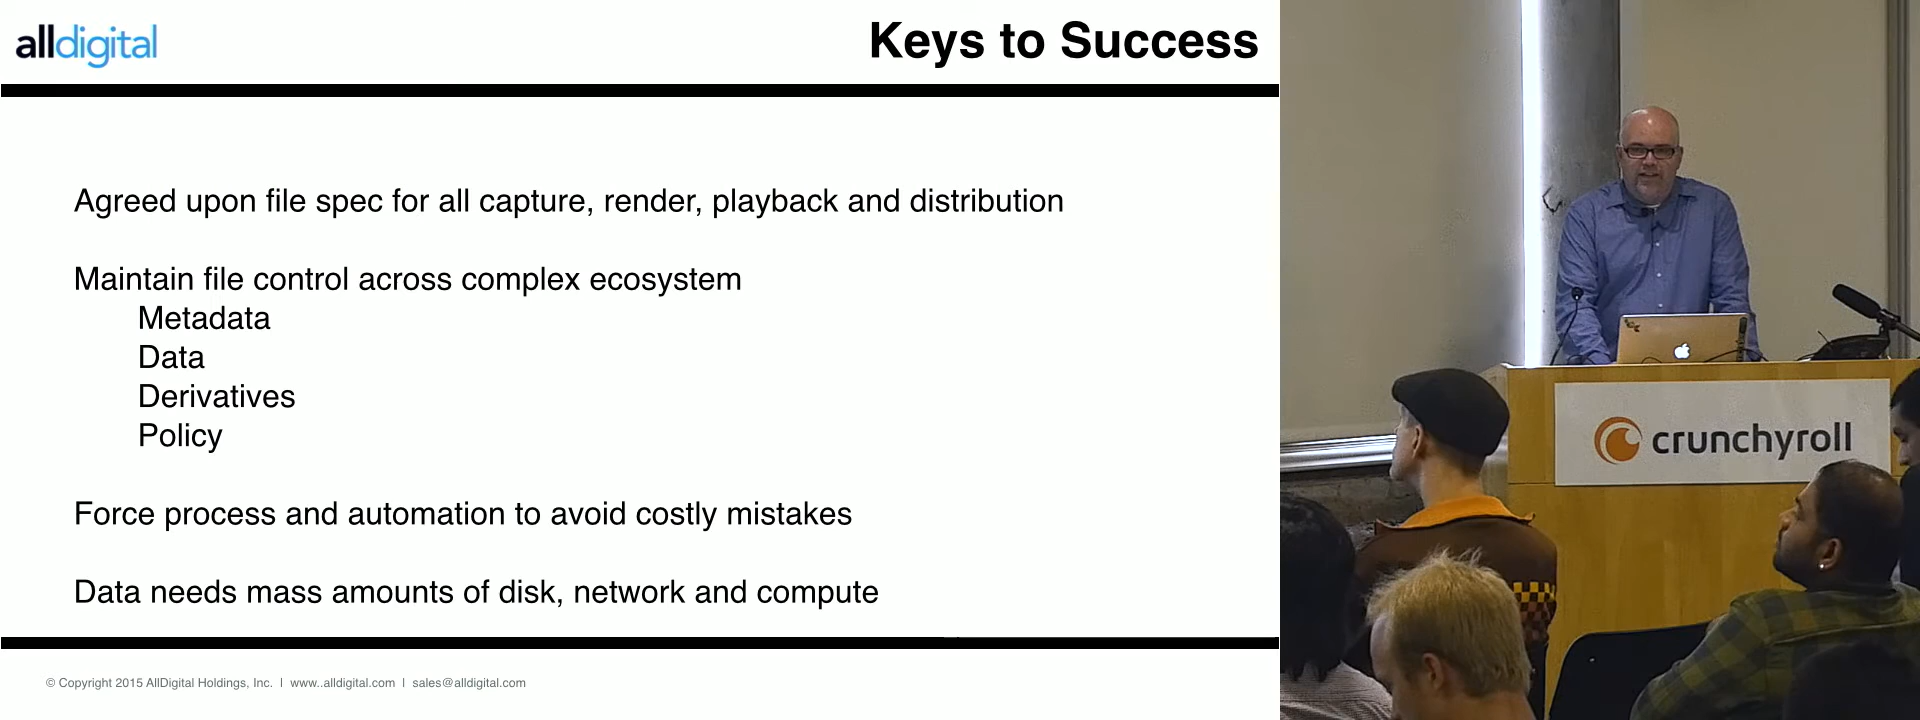 alldigital
Keys to Success
Agreed upon file spec for all capture, render, playback and distribution
Maintain file control across complex ecosystem
Metadata
Data
Derivatives
Policy
Force process and automation to avoid costly mistakes
Data needs mass amounts of disk, network and compute
© Copyright 2015 AllDigital Holdings, Inc. | www..alldigital.com | sales@alldigital.com
crunchyroll